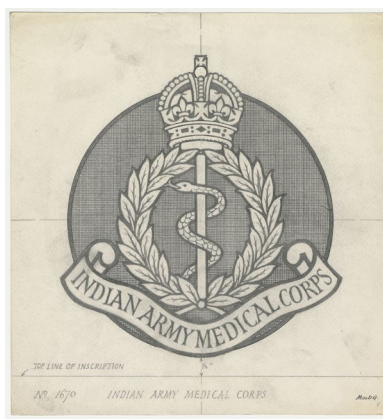 INDIAN ARMY MEDICAL CORPS
TOP LINE OF INSCRIPTION
No. 1670 INDIAN ARMY MEDICAL CORPS